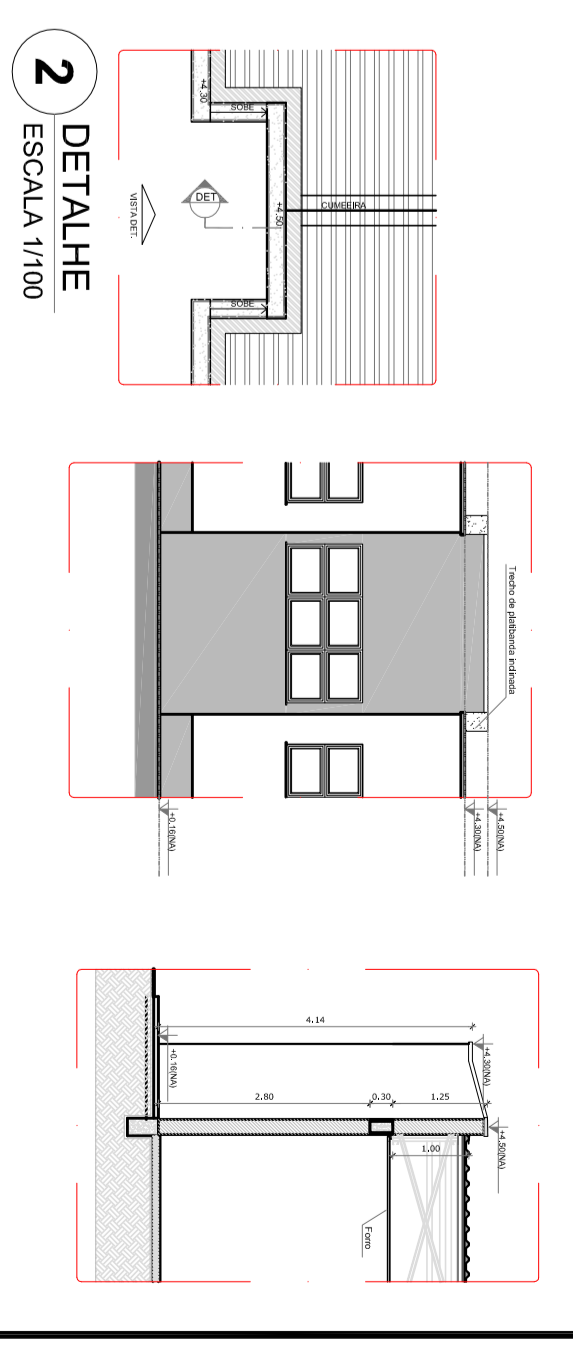 2
DETALHE
ESCALA 1/100
+4.30
SOBE
+4.50
CUMEEIRA
DET
VISTA DET.
SOBE
Trecho de platibanda inclinada
+4.50(NA)
+4.30(NA)
+0.16(NA)
4.14
+4.30(NA)
+0.16(NA)
2.80
0.30
1.25
+4.50(NA)
1.00
Forro